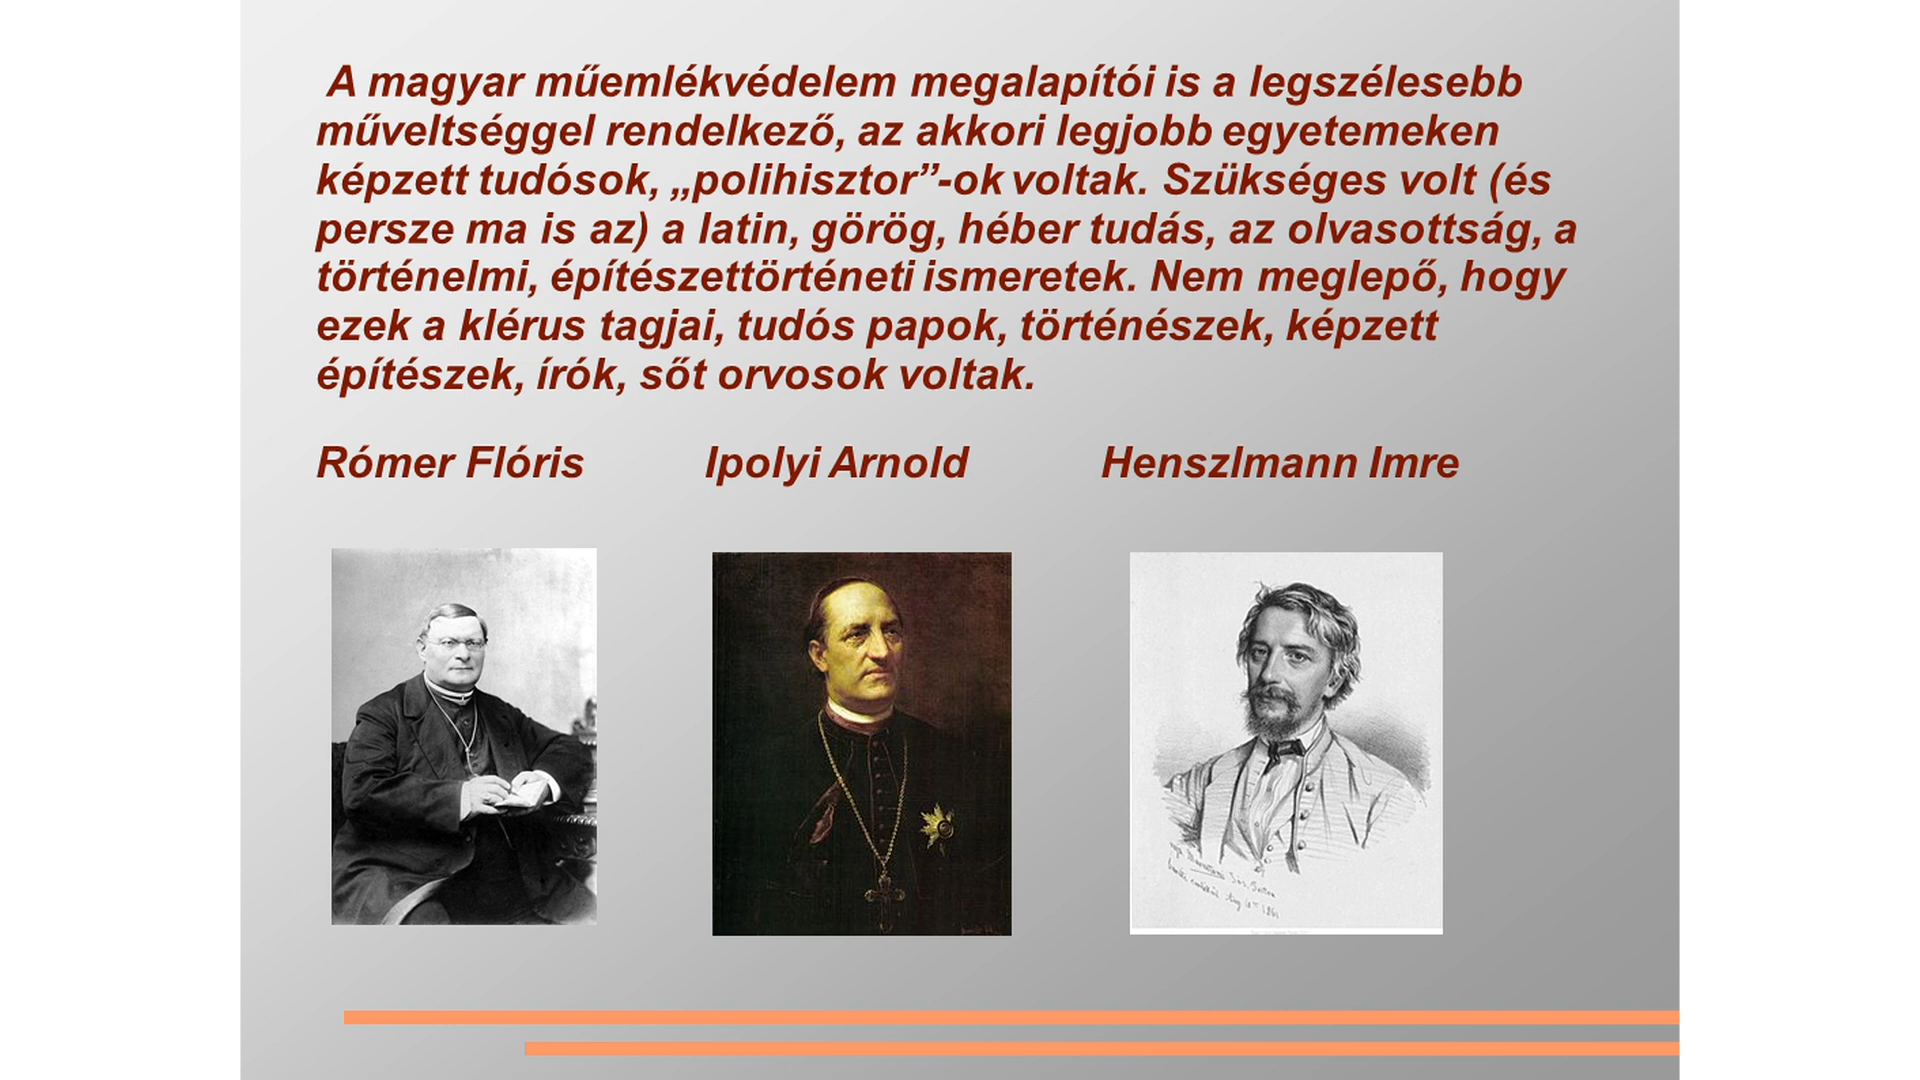 A magyar műemlékvédelem megalapítói is a legszélesebb
műveltséggel rendelkező, az akkori legjobb egyetemeken
képzett tudósok, „polihisztor”-ok voltak. Szükséges volt (és
persze ma is az) a latin, görög, héber tudás, az olvasottság, a
történelmi, építészettörténeti ismeretek. Nem meglepő, hogy
ezek a klérus tagjai, tudós papok, történészek, képzett
építészek, írók, sőt orvosok voltak.
Rómer Flóris Ipolyi Arnold Henszlmann Imre